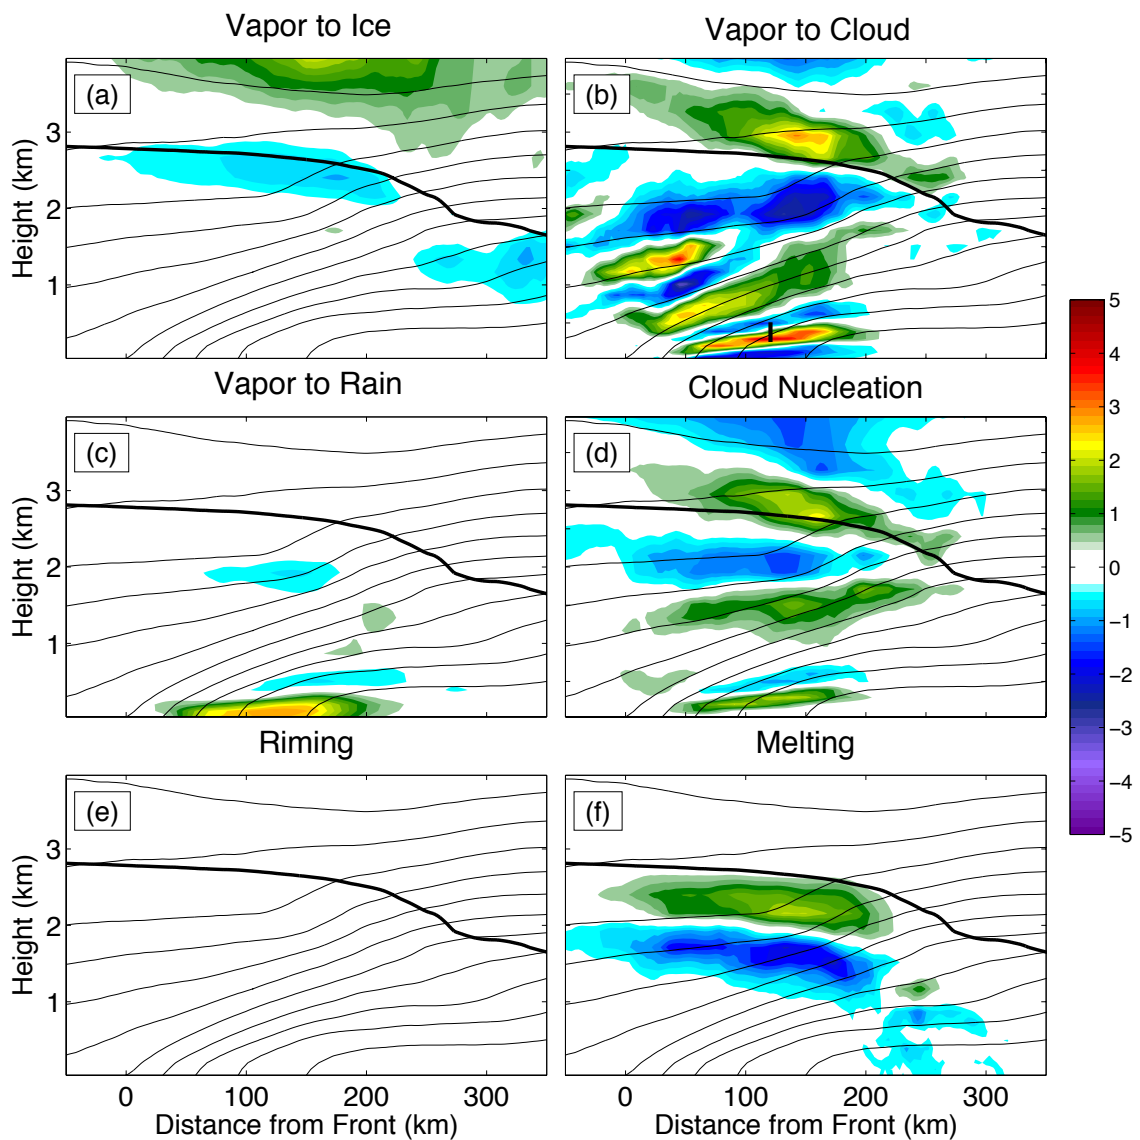 Vapor to Ice
Vapor to Cloud
(a)
(b)
Height (km)
3
2
1
Vapor to Rain
Cloud Nucleation
(c)
(d)
Height (km)
3
2
1
Riming
Melting
(e)
(f)
Height (km)
3
2
1
0 100 200 300
0 100 200 300
Distance from Front (km)
Distance from Front (km)
5
4
3
2
1
0
−1
−2
−3
−4
−5